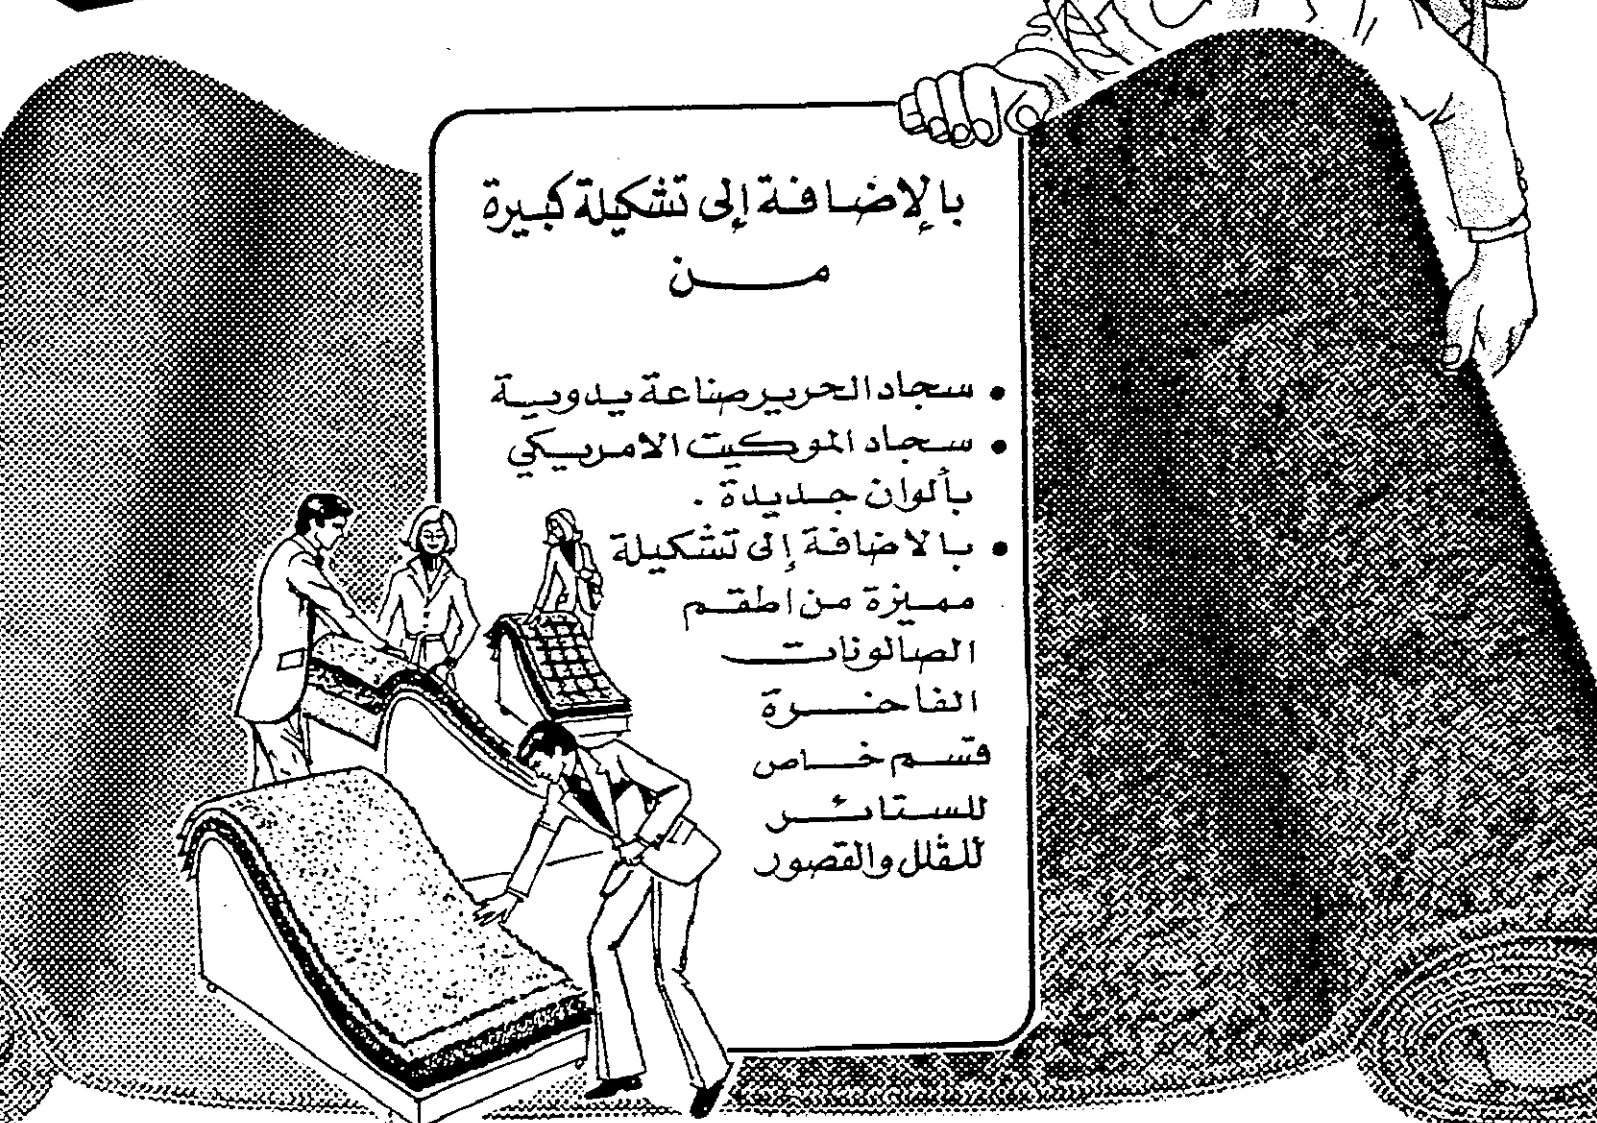 بالإضافة إلى تشكيلة كبيرة
من
• سجاد الحرير صناعة يدوية
• سجاد الموكيت الامريكي
بألوان جديدة .
• بالاضافة إلى تشكيلة
مميزة من اطقم
الصالونات
الفاخرة
قسم خاص
للستائر
للڤلل والقصور